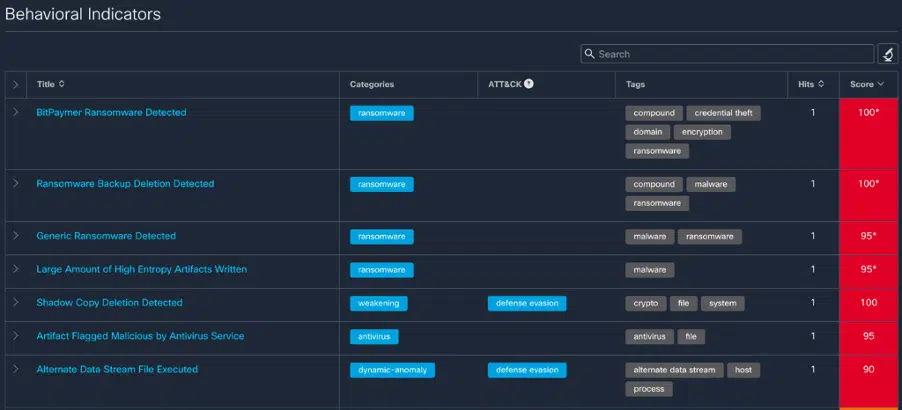 Behavioral Indicators
Search
Title Categories ATT&CK Tags Hits Score
BitPaymer Ransomware Detected ransomware compound credential theft 1 100*
domain encryption
ransomware
Ransomware Backup Deletion Detected ransomware compound malware 1 100*
ransomware
Generic Ransomware Detected ransomware malware ransomware 1 95*
Large Amount of High Entropy Artifacts Written ransomware malware 1 95*
Shadow Copy Deletion Detected weakening defense evasion crypto file system 1 100
Artifact Flagged Malicious by Antivirus Service antivirus antivirus file 1 95
Alternate Data Stream File Executed dynamic-anomaly defense evasion alternate data stream host 1 90
process